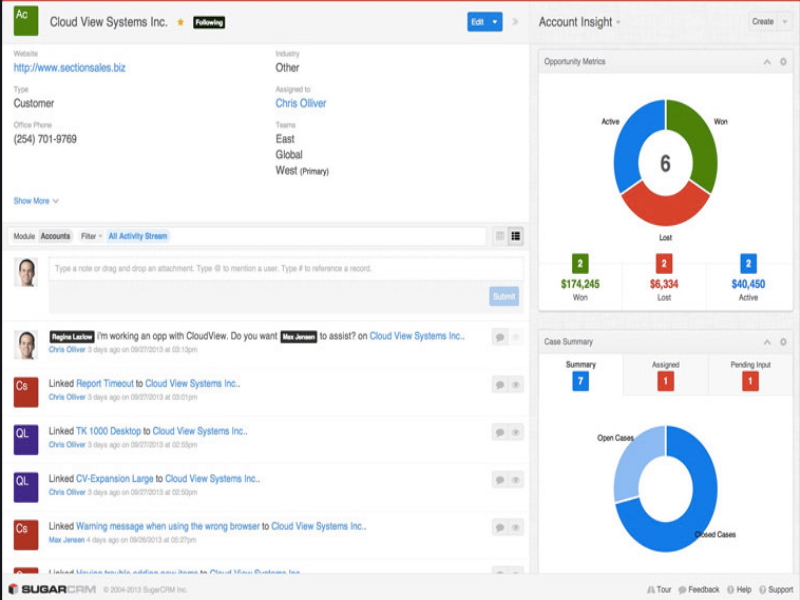 Ac
Cloud View Systems Inc. ★ Following
Edit
Website
http://www.sectionsales.biz
Type
Customer
Office Phone
(254) 701-9769
Industry
Other
Assigned to
Chris Olliver
Teams
East
Global
West (Primary)
Show More
Module Accounts Filter All Activity Stream
Type a note or drag and drop an attachment. Type @ to mention a user. Type # to reference a record.
Submit
Regina Laxlow i'm working an opp with CloudView. Do you want Max Jensen to assist? on Cloud View Systems Inc..
Chris Olliver 3 days ago on 09/27/2013 at 03:13pm
Cs
Linked Report Timeout to Cloud View Systems Inc..
Chris Olliver 3 days ago on 09/27/2013 at 03:01pm
QL
Linked TK 1000 Desktop to Cloud View Systems Inc..
Chris Olliver 3 days ago on 09/27/2013 at 02:55pm
QL
Linked CV-Expansion Large to Cloud View Systems Inc..
Chris Olliver 3 days ago on 09/27/2013 at 02:50pm
Cs
Linked Warning message when using the wrong browser to Cloud View Systems Inc..
Max Jensen 4 days ago on 09/26/2013 at 05:27pm
Linked Having trouble adding new items to Cloud View Systems Inc..
Account Insight
Create
Opportunity Metrics
Active
Won
6
Lost
2
$174,245
Won
2
$6,334
Lost
2
$40,450
Active
Case Summary
Summary
7
Assigned
1
Pending Input
1
Open Cases
Closed Cases
SUGARCRM © 2004-2013 SugarCRM Inc.
Tour Feedback Help Support